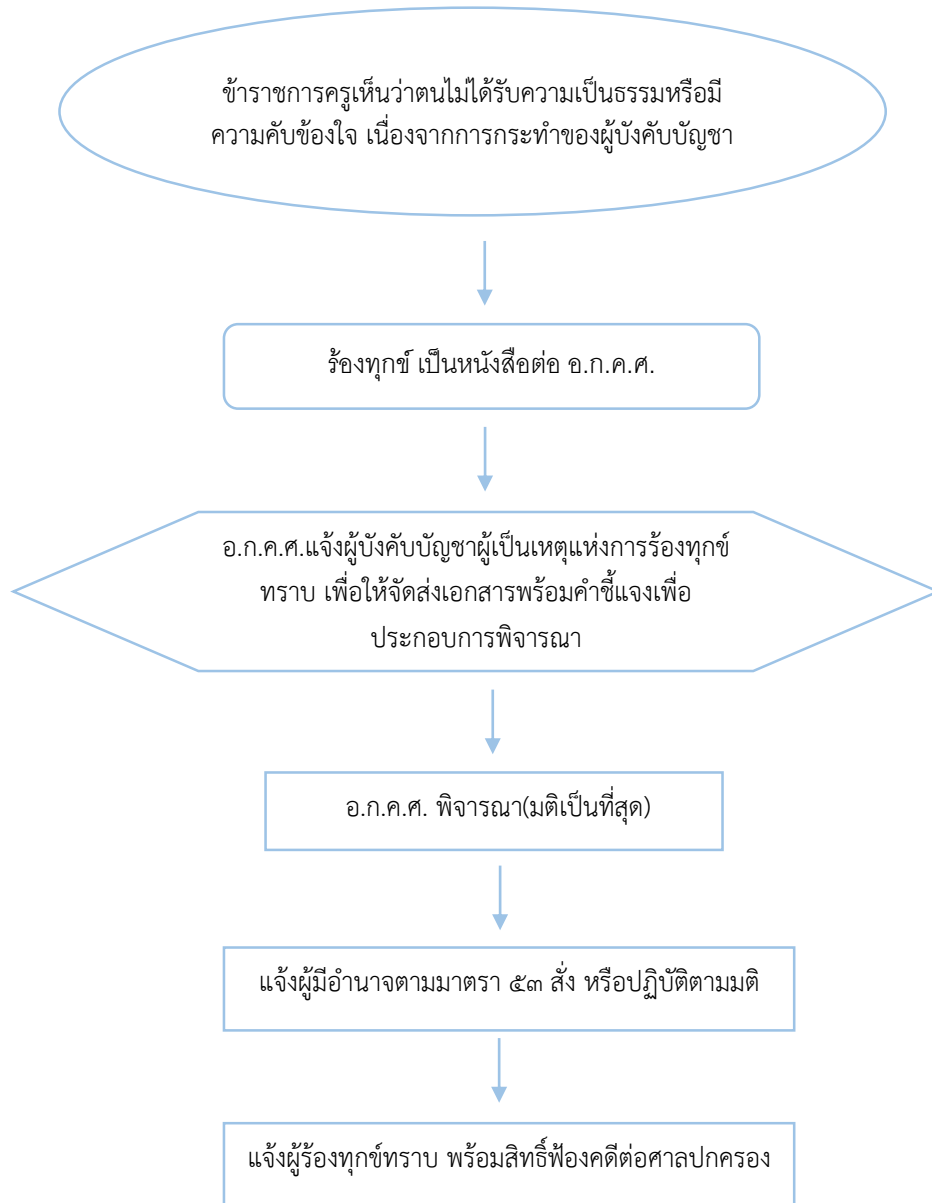 ข้าราชการครูเห็นว่าตนไม่ได้รับความเป็นธรรมหรือมี
ความคับข้องใจ เนื่องจากการกระทำของผู้บังคับบัญชา
ร้องทุกข์ เป็นหนังสือต่อ อ.ก.ค.ศ.
อ.ก.ค.ศ.แจ้งผู้บังคับบัญชาผู้เป็นเหตุแห่งการร้องทุกข์
ทราบ เพื่อให้จัดส่งเอกสารพร้อมคำชี้แจงเพื่อ
ประกอบการพิจารณา
อ.ก.ค.ศ. พิจารณา(มติเป็นที่สุด)
แจ้งผู้มีอำนาจตามมาตรา ๕๓ สั่ง หรือปฏิบัติตามมติ
แจ้งผู้ร้องทุกข์ทราบ พร้อมสิทธิ์ฟ้องคดีต่อศาลปกครอง